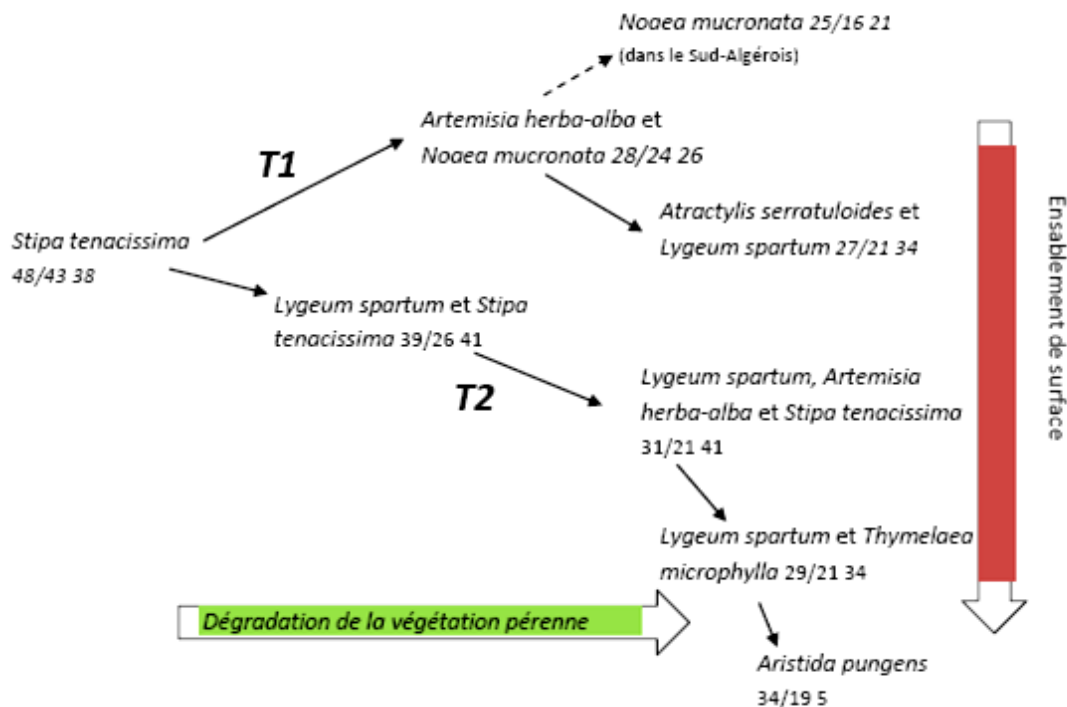 Noaea mucronata 25/16 21
(dans le Sud-Algérois)
Artemisia herba-alba et
Noaea mucronata 28/24 26
T1
Atractylis serratuloides et
Lygeum spartum 27/21 34
Stipa tenacissima
48/43 38
Lygeum spartum et Stipa
tenacissima 39/26 41
T2
Lygeum spartum, Artemisia
herba-alba et Stipa tenacissima
31/21 41
Lygeum spartum et Thymelaea
microphylla 29/21 34
Dégradation de la végétation pérenne
Aristida pungens
34/19 5
Ensablement de surface